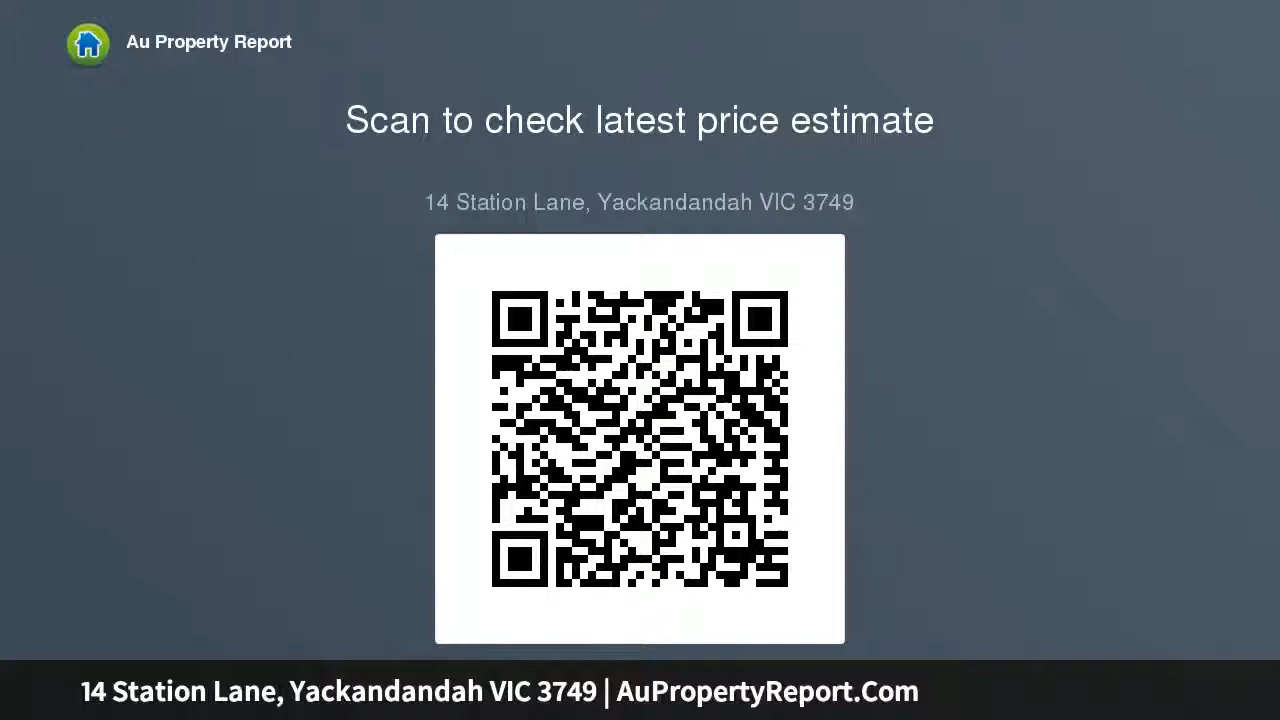 Au Property Report
Scan to check latest price estimate
14 Station Lane, Yackandandah VIC 3749
14 Station Lane, Yackandandah VIC 3749 | AuPropertyReport.Com